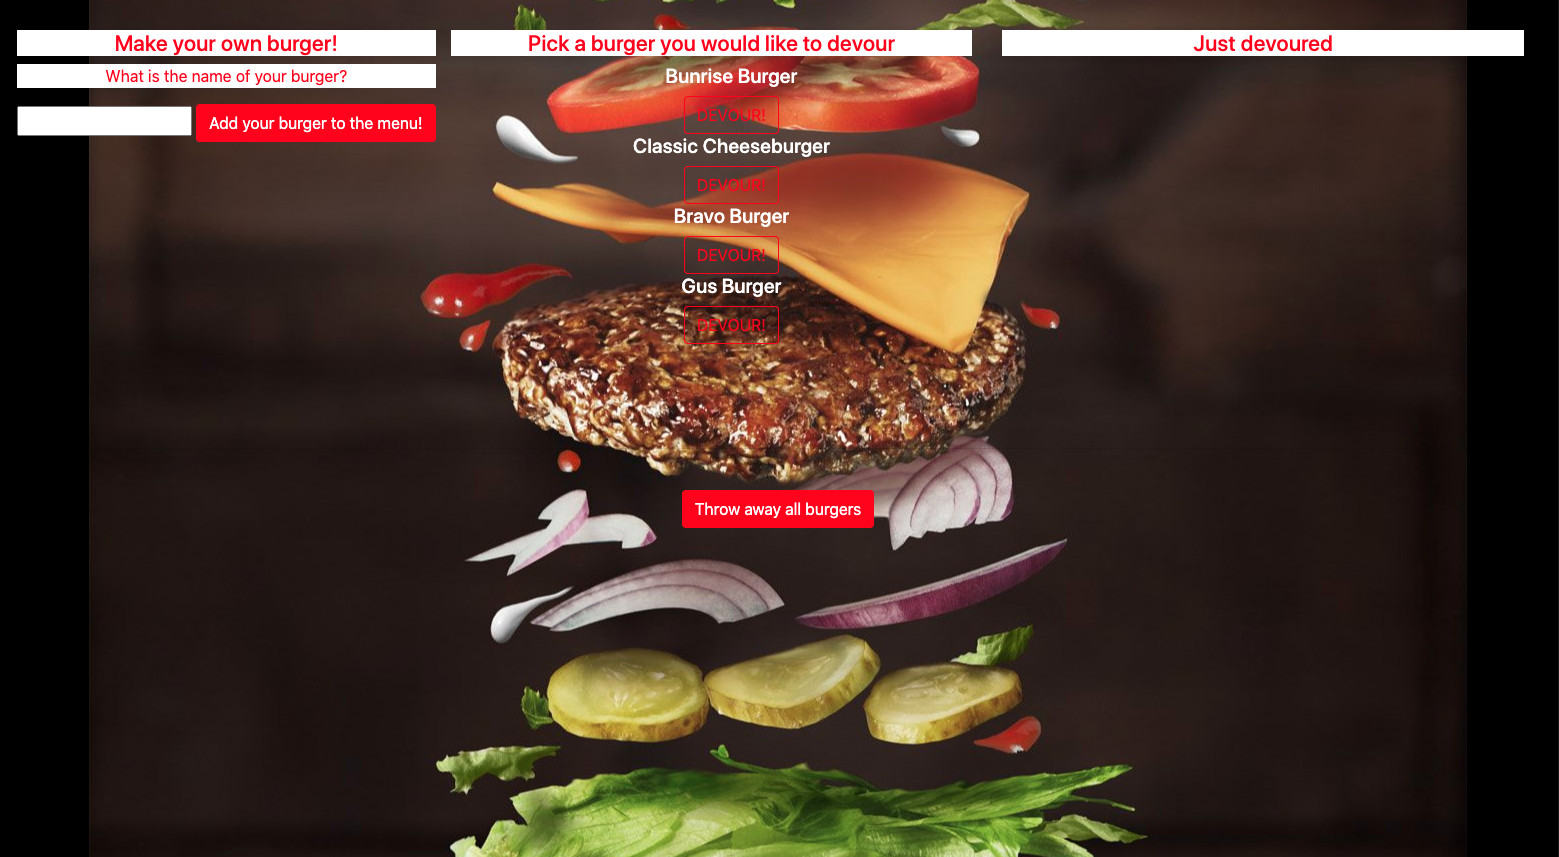 Make your own burger!
What is the name of your burger?
Add your burger to the menu!
Pick a burger you would like to devour
Bunrise Burger
DEVOUR!
Classic Cheeseburger
DEVOUR!
Bravo Burger
DEVOUR!
Gus Burger
DEVOUR!
Just devoured
Throw away all burgers